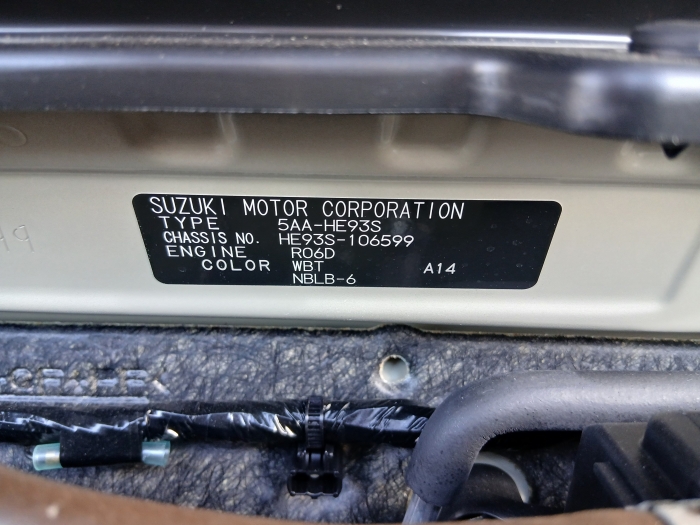 SUZUKI MOTOR CORPORATION
TYPE 5AA-HE93S
CHASSIS NO. HE93S-106599
ENGINE R06D
COLOR WBT A14
NBLB-6